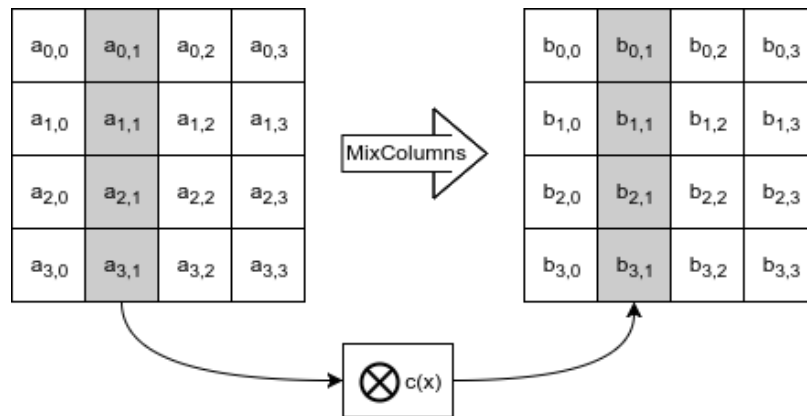 a0,0 a0,1 a0,2 a0,3 b0,0 b0,1 b0,2 b0,3
a1,0 a1,1 a1,2 a1,3 b1,0 b1,1 b1,2 b1,3
MixColumns
a2,0 a2,1 a2,2 a2,3 b2,0 b2,1 b2,2 b2,3
a3,0 a3,1 a3,2 a3,3 b3,0 b3,1 b3,2 b3,3
⊗ c(x)